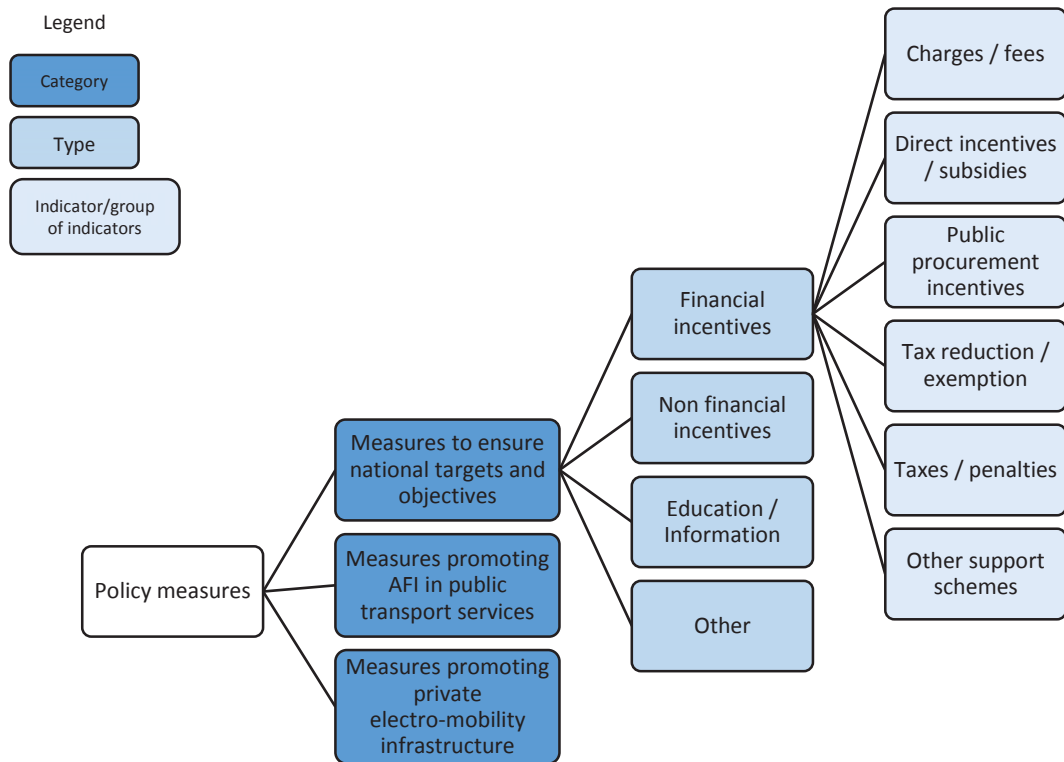 Legend
Category
Type
Indicator/group
of indicators
Policy measures
Measures to ensure
national targets and
objectives
Measures promoting
AFI in public
transport services
Measures promoting
private
electro-mobility
infrastructure
Financial
incentives
Non financial
incentives
Education /
Information
Other
Charges / fees
Direct incentives
/ subsidies
Public
procurement
incentives
Tax reduction /
exemption
Taxes / penalties
Other support
schemes